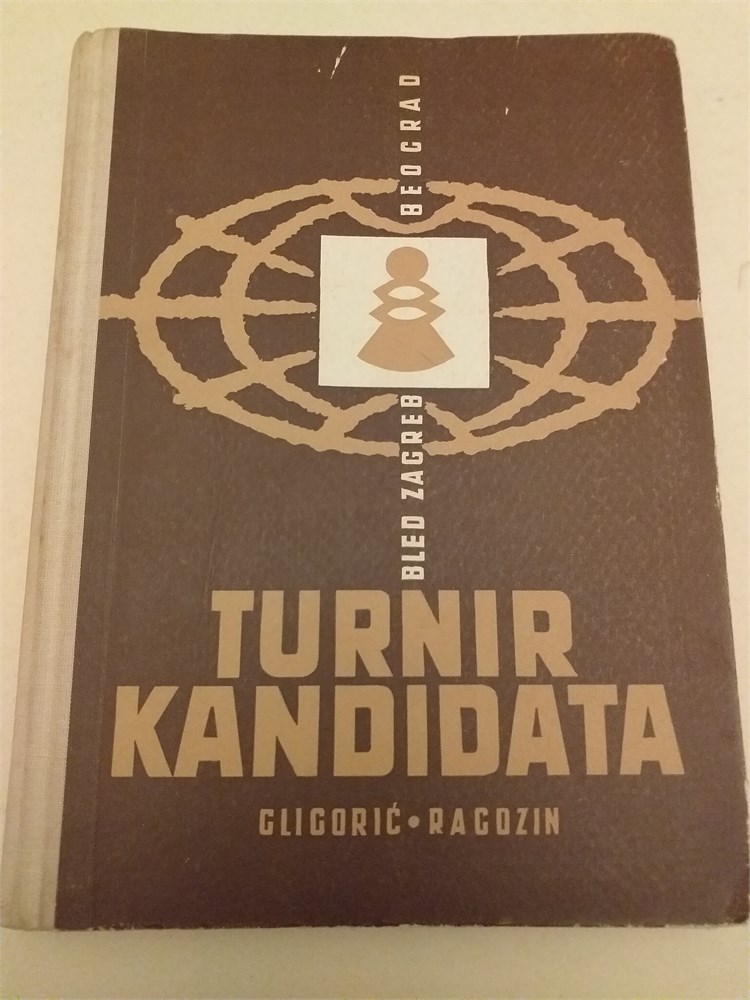 BLED ZAGREB BEOGRAD
TURNIR
KANDIDATA
GLIGORIĆ • RAGOZIN